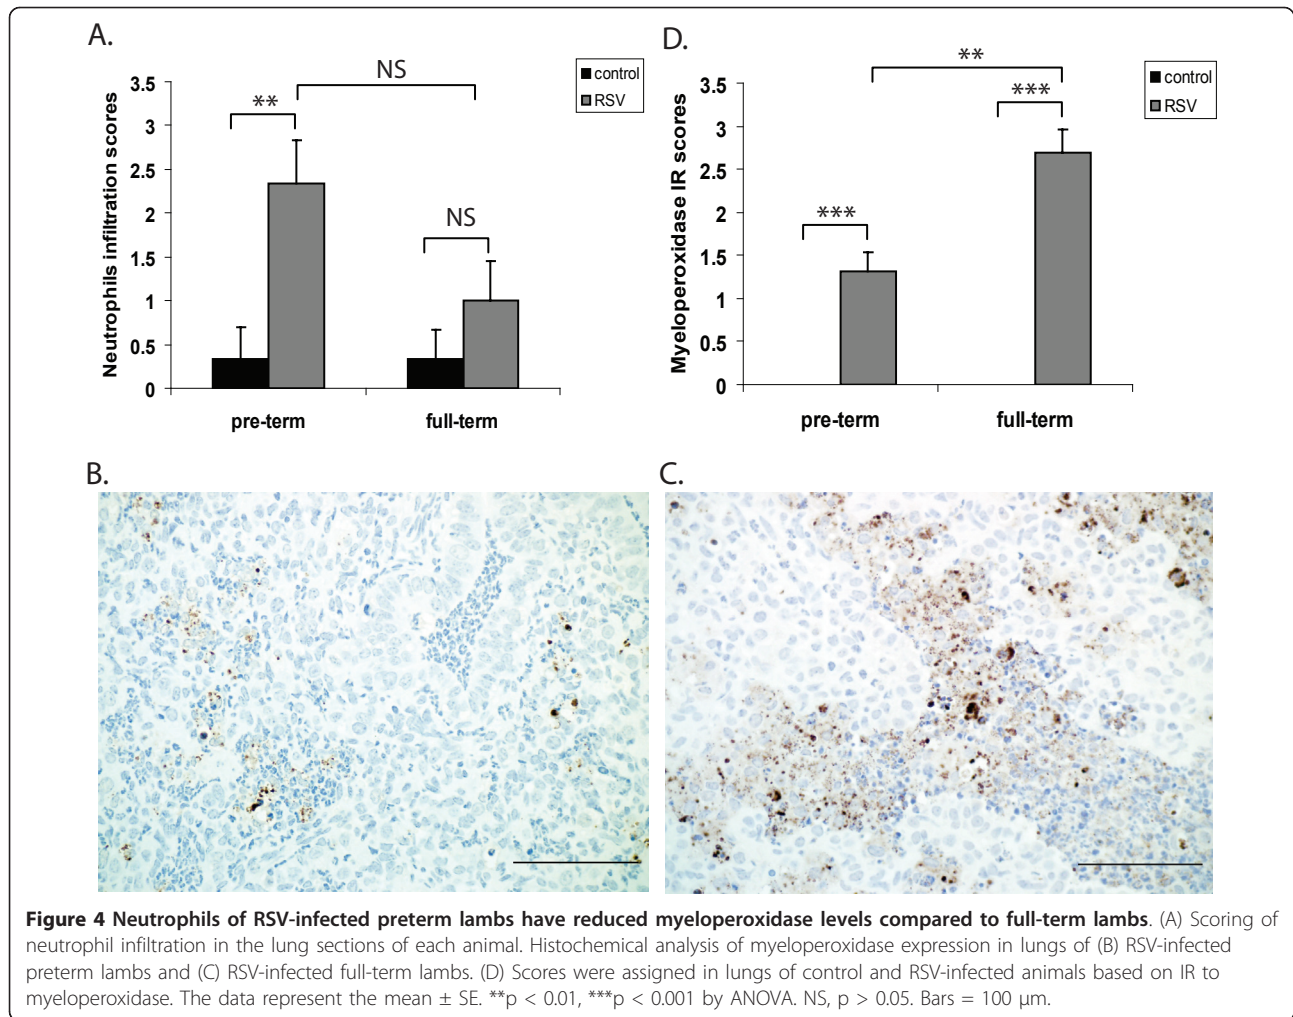 A.
NS
control
RSV
**
NS
Neutrophils infiltration scores
3.5
3
2.5
2
1.5
1
0.5
0
pre-term
full-term
D.
**
control
RSV
***
***
Myeloperoxidase IR scores
3.5
3
2.5
2
1.5
1
0.5
0
pre-term
full-term
B.
C.
Figure 4 Neutrophils of RSV-infected preterm lambs have reduced myeloperoxidase levels compared to full-term lambs. (A) Scoring of
neutrophil infiltration in the lung sections of each animal. Histochemical analysis of myeloperoxidase expression in lungs of (B) RSV-infected
preterm lambs and (C) RSV-infected full-term lambs. (D) Scores were assigned in lungs of control and RSV-infected animals based on IR to
myeloperoxidase. The data represent the mean ± SE. **p < 0.01, ***p < 0.001 by ANOVA. NS, p > 0.05. Bars = 100 μm.